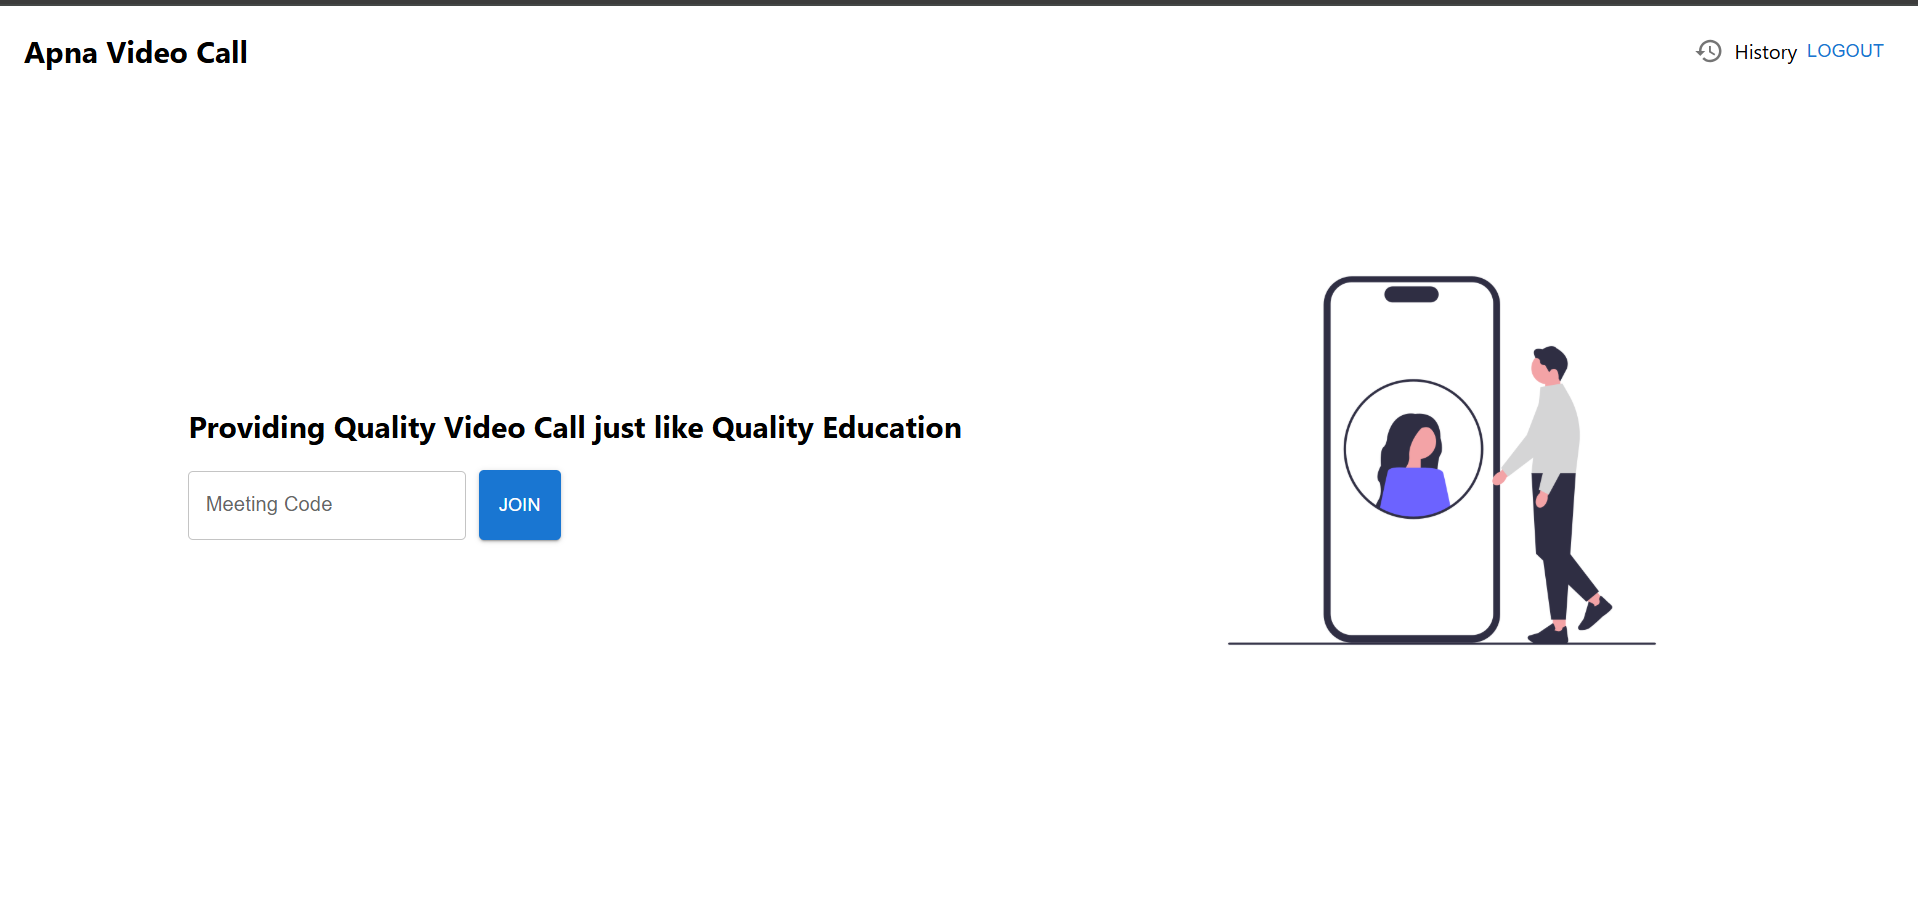 Apna Video Call
History LOGOUT
Providing Quality Video Call just like Quality Education
Meeting Code
JOIN